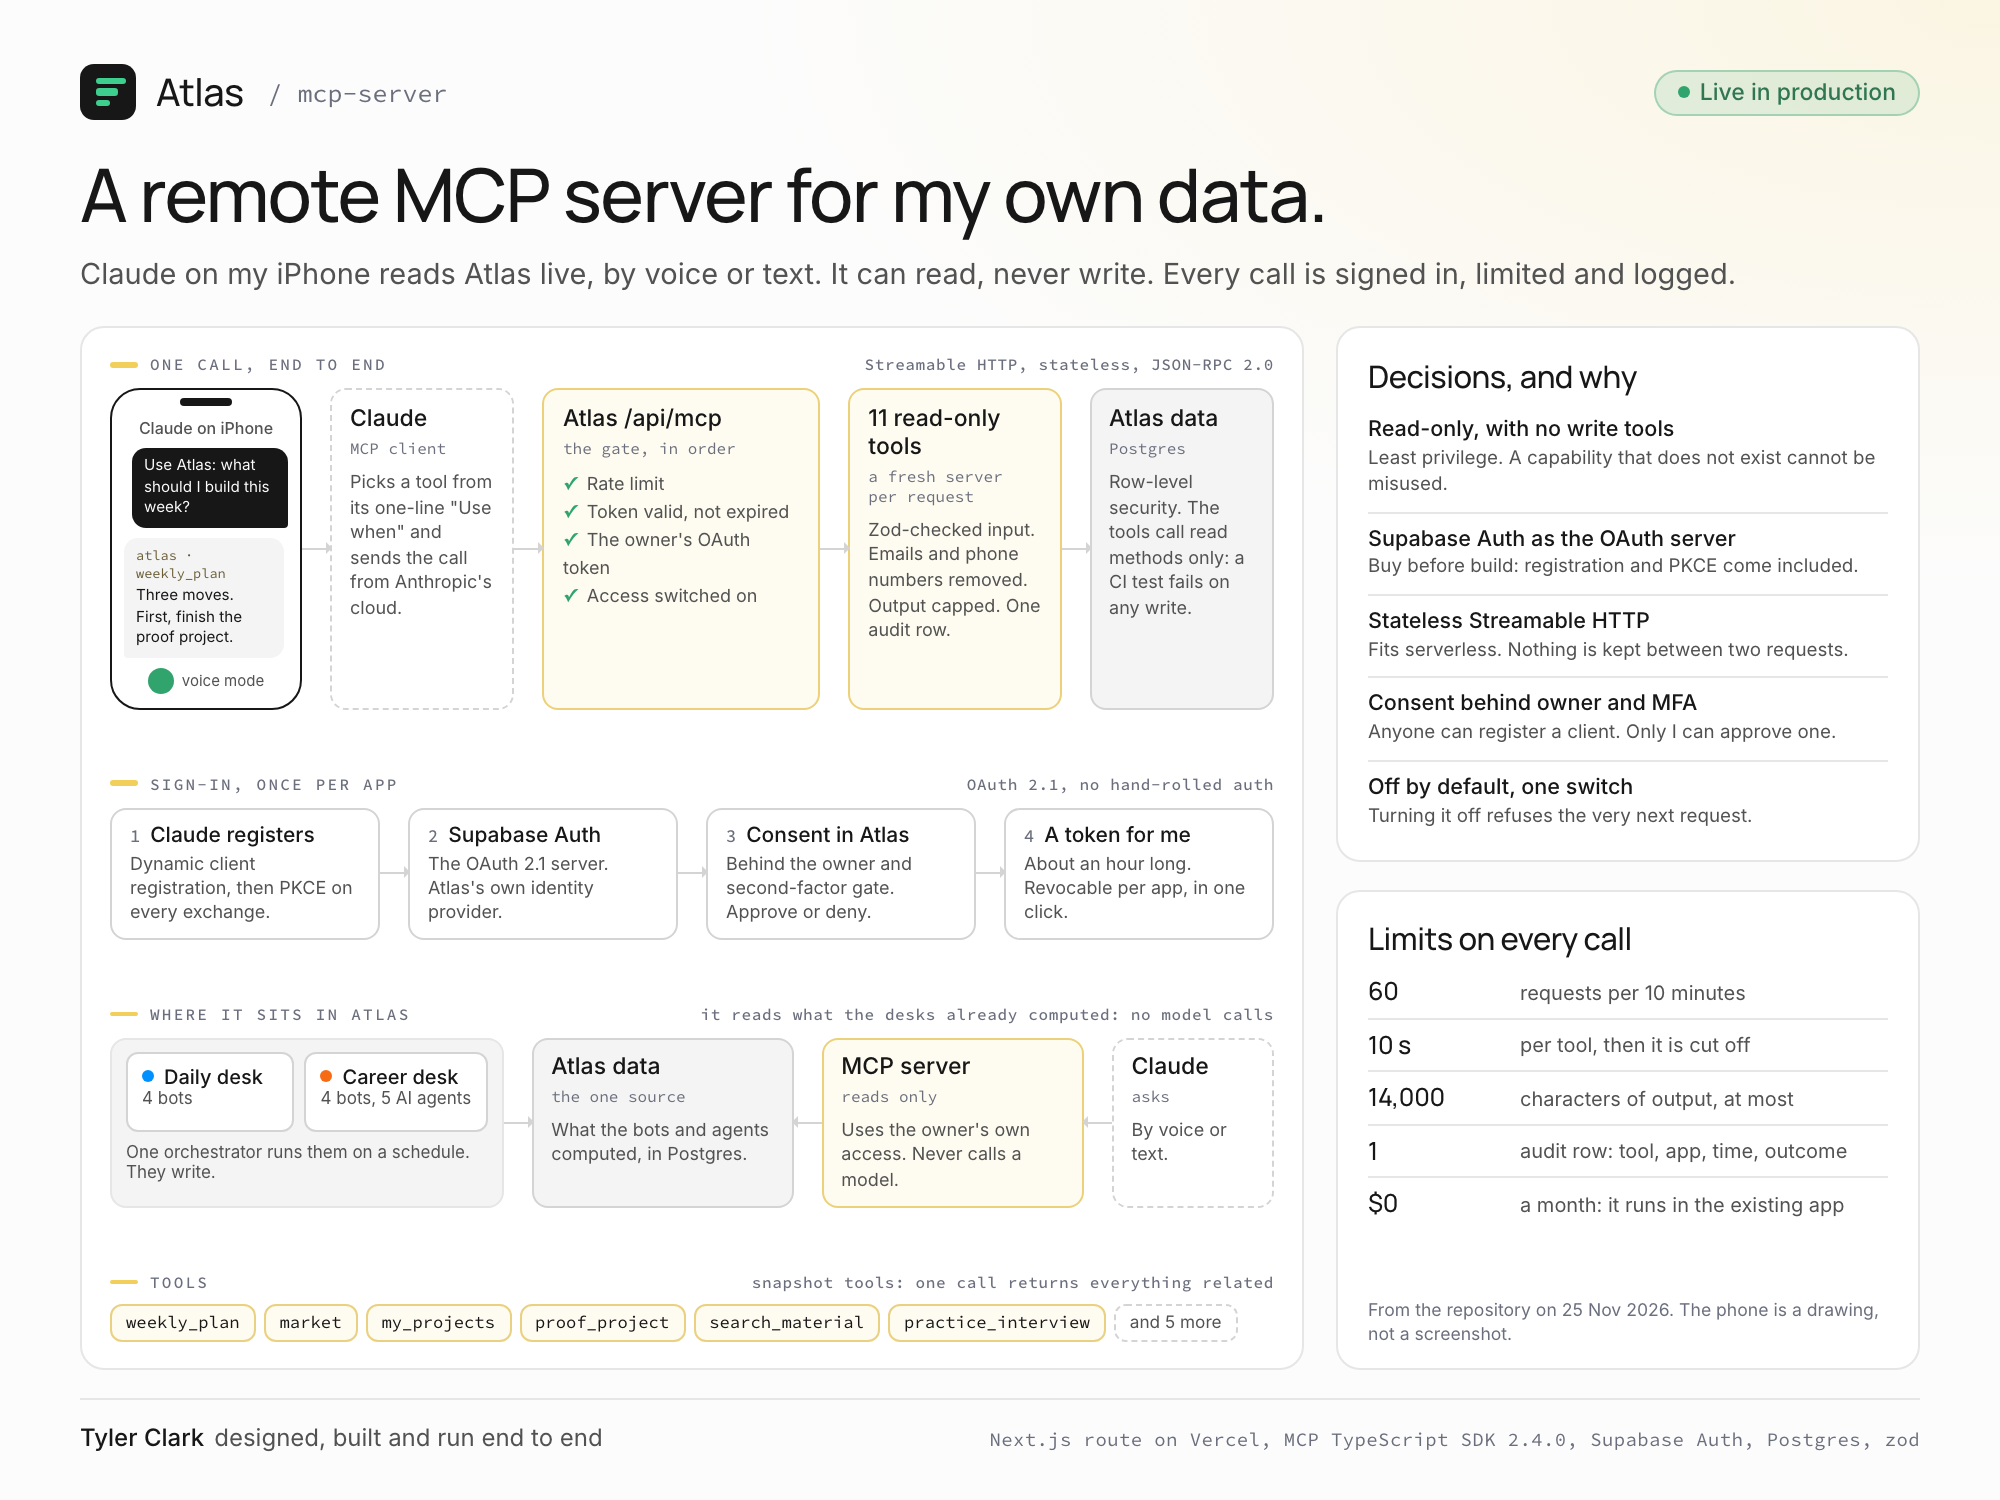 Atlas / mcp-server
Live in production
A remote MCP server for my own data.
Claude on my iPhone reads Atlas live, by voice or text. It can read, never write. Every call is signed in, limited and logged.
ONE CALL, END TO END
Streamable HTTP, stateless, JSON-RPC 2.0
Claude on iPhone
Use Atlas: what
should I build this
week?
atlas ·
weekly_plan
Three moves.
First, finish the
proof project.
voice mode
Claude
MCP client
Picks a tool from
its one-line "Use
when" and
sends the call
from Anthropic's
cloud.
Atlas /api/mcp
the gate, in order
✓ Rate limit
✓ Token valid, not expired
✓ The owner's OAuth
token
✓ Access switched on
11 read-only
tools
a fresh server
per request
Zod-checked input.
Emails and phone
numbers removed.
Output capped. One
audit row.
Atlas data
Postgres
Row-level
security. The
tools call read
methods only: a
CI test fails on
any write.
SIGN-IN, ONCE PER APP
OAuth 2.1, no hand-rolled auth
1 Claude registers
Dynamic client
registration, then PKCE on
every exchange.
2 Supabase Auth
The OAuth 2.1 server.
Atlas's own identity
provider.
3 Consent in Atlas
Behind the owner and
second-factor gate.
Approve or deny.
4 A token for me
About an hour long.
Revocable per app, in one
click.
WHERE IT SITS IN ATLAS
it reads what the desks already computed: no model calls
Daily desk
4 bots
Career desk
4 bots, 5 AI agents
One orchestrator runs them on a schedule.
They write.
Atlas data
the one source
What the bots and agents
computed, in Postgres.
MCP server
reads only
Uses the owner's own
access. Never calls a
model.
Claude
asks
By voice or
text.
TOOLS
snapshot tools: one call returns everything related
weekly_plan
market
my_projects
proof_project
search_material
practice_interview
and 5 more
Decisions, and why
Read-only, with no write tools
Least privilege. A capability that does not exist cannot be
misused.
Supabase Auth as the OAuth server
Buy before build: registration and PKCE come included.
Stateless Streamable HTTP
Fits serverless. Nothing is kept between two requests.
Consent behind owner and MFA
Anyone can register a client. Only I can approve one.
Off by default, one switch
Turning it off refuses the very next request.
Limits on every call
60 requests per 10 minutes
10 s per tool, then it is cut off
14,000 characters of output, at most
1 audit row: tool, app, time, outcome
$0 a month: it runs in the existing app
From the repository on 25 Nov 2026. The phone is a drawing,
not a screenshot.
Tyler Clark designed, built and run end to end
Next.js route on Vercel, MCP TypeScript SDK 2.4.0, Supabase Auth, Postgres, zod